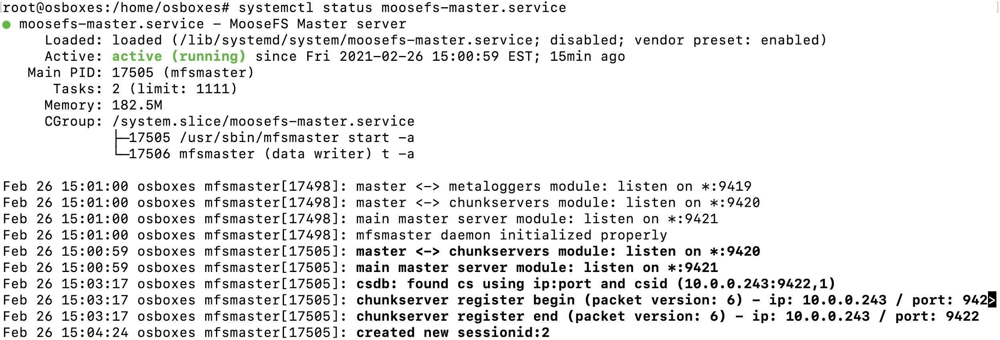 root@osboxes:/home/osboxes# systemctl status moosefs-master.service
● moosefs-master.service - MooseFS Master server
Loaded: loaded (/lib/systemd/system/moosefs-master.service; disabled; vendor preset: enabled)
Active: active (running) since Fri 2021-02-26 15:00:59 EST; 15min ago
Main PID: 17505 (mfsmaster)
Tasks: 2 (limit: 1111)
Memory: 182.5M
CGroup: /system.slice/moosefs-master.service
├─17505 /usr/sbin/mfsmaster start -a
└─17506 mfsmaster (data writer) t -a
Feb 26 15:01:00 osboxes mfsmaster[17498]: master <-> metaloggers module: listen on *:9419
Feb 26 15:01:00 osboxes mfsmaster[17498]: master <-> chunkservers module: listen on *:9420
Feb 26 15:01:00 osboxes mfsmaster[17498]: main master server module: listen on *:9421
Feb 26 15:01:00 osboxes mfsmaster[17498]: mfsmaster daemon initialized properly
Feb 26 15:00:59 osboxes mfsmaster[17505]: master <-> chunkservers module: listen on *:9420
Feb 26 15:00:59 osboxes mfsmaster[17505]: main master server module: listen on *:9421
Feb 26 15:03:17 osboxes mfsmaster[17505]: csdb: found cs using ip:port and csid (10.0.0.243:9422,1)
Feb 26 15:03:17 osboxes mfsmaster[17505]: chunkserver register begin (packet version: 6) - ip: 10.0.0.243 / port: 942>
Feb 26 15:03:17 osboxes mfsmaster[17505]: chunkserver register end (packet version: 6) - ip: 10.0.0.243 / port: 9422
Feb 26 15:04:24 osboxes mfsmaster[17505]: created new sessionid:2